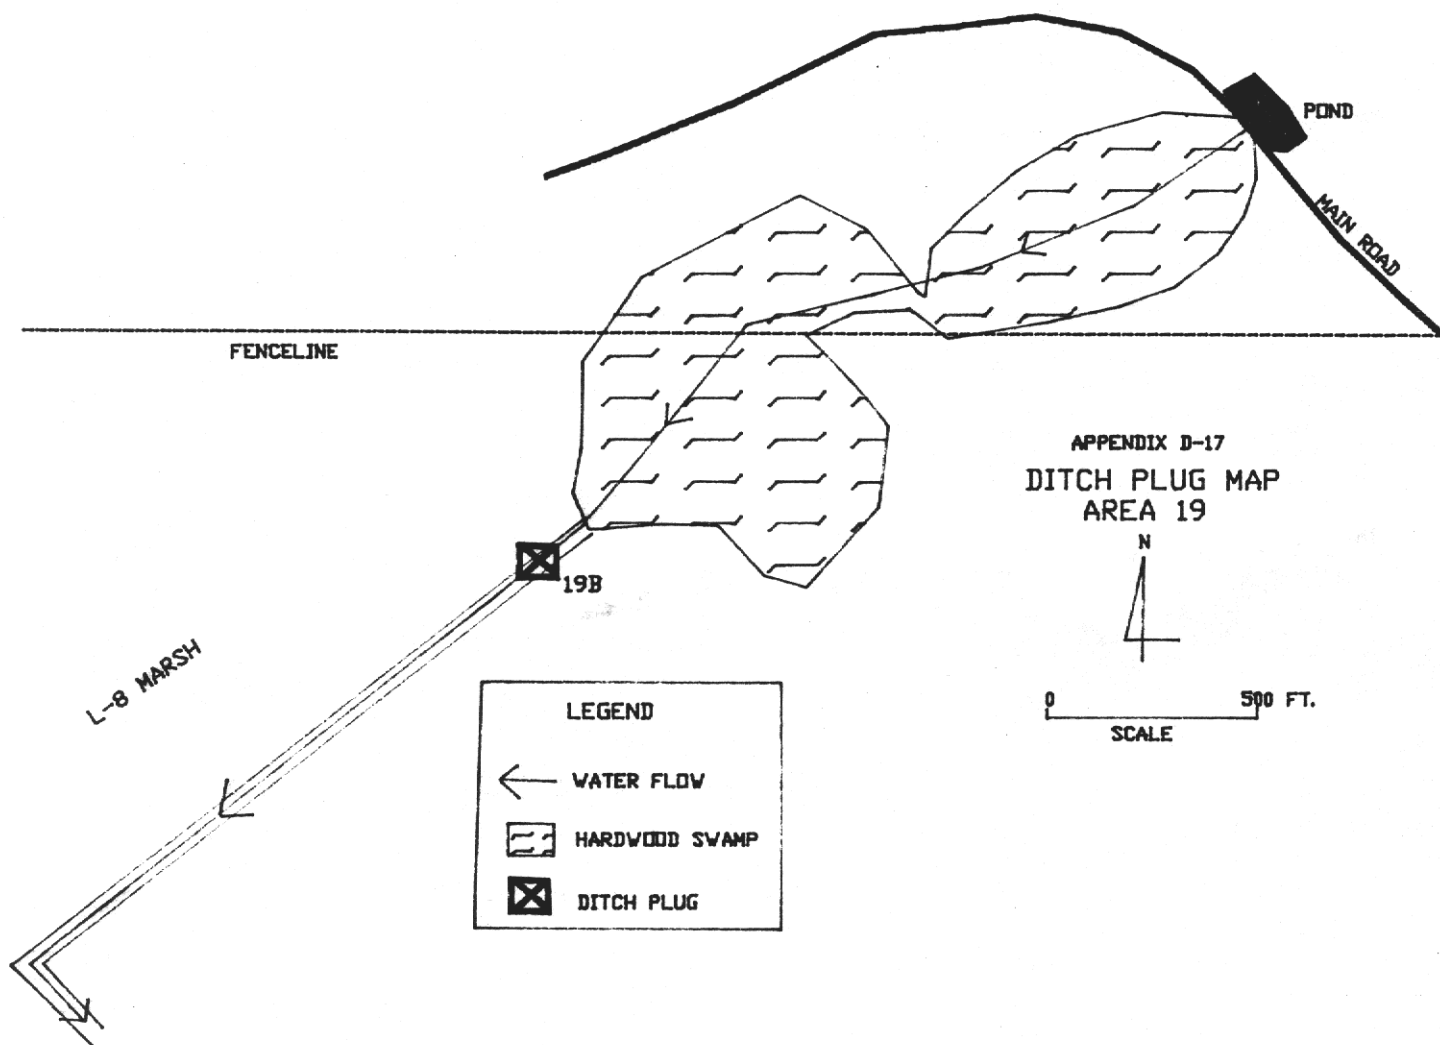 POND
MAIN ROAD
FENCELINE
APPENDIX D-17
DITCH PLUG MAP
AREA 19
N
19B
L-8 MARSH
0 500 FT.
SCALE
LEGEND
WATER FLOW
HARDWOOD SWAMP
DITCH PLUG